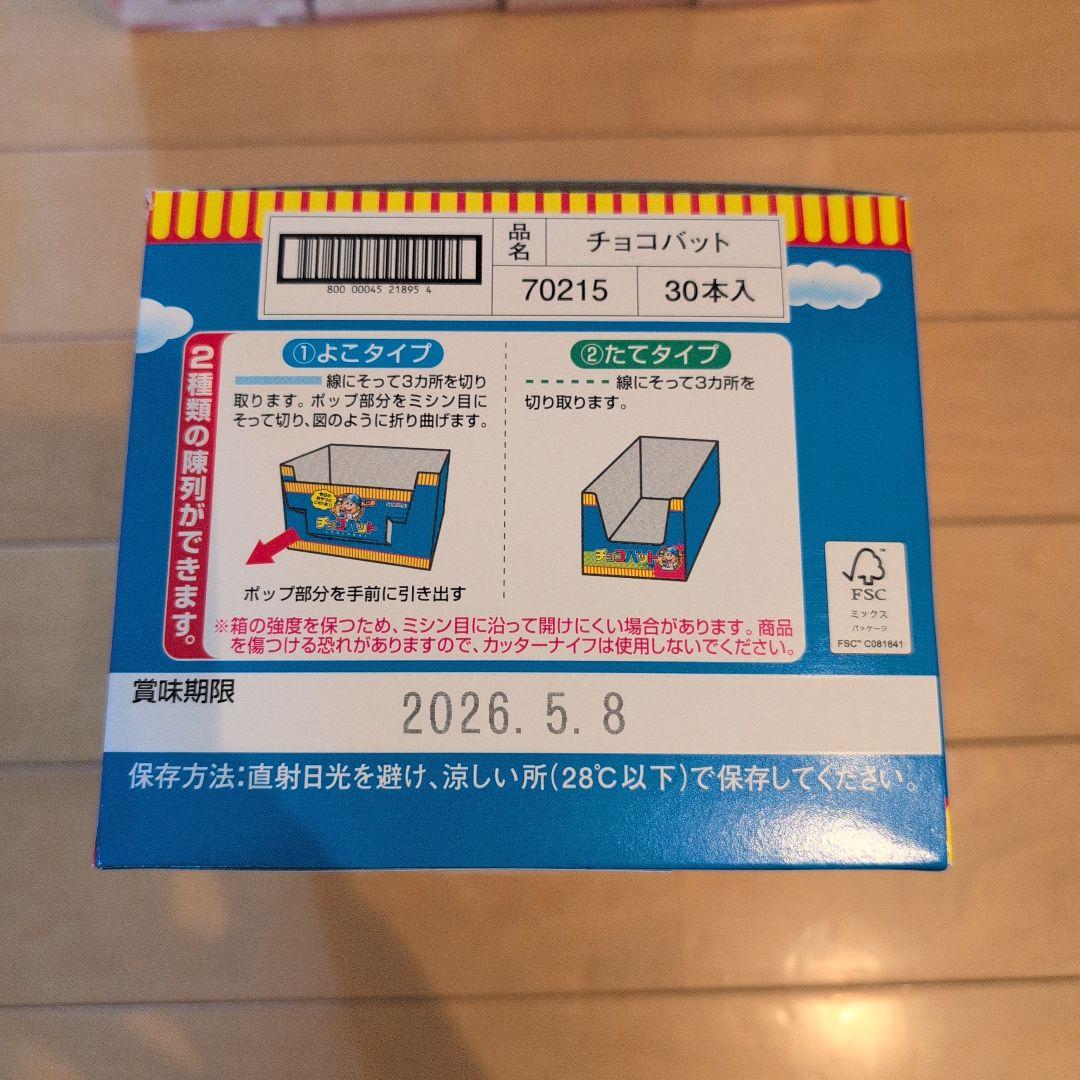 品名
チョコバット
800 00045 21895 4
70215
30本入
2種類の陳列ができます。
①よこタイプ
線にそって3カ所を切り
取ります。ポップ部分をミシン目に
そって切り、図のように折り曲げます。
チョコバット
ポップ部分を手前に引き出す
②たてタイプ
線にそって3カ所を
切り取ります。
チョコバット
※箱の強度を保つため、ミシン目に沿って開けにくい場合があります。商品
を傷つける恐れがありますので、カッターナイフは使用しないでください。
FSC
ミックス
パッケージ
FSC™ C081641
賞味期限
2026. 5. 8
保存方法:直射日光を避け、涼しい所(28℃以下)で保存してください。